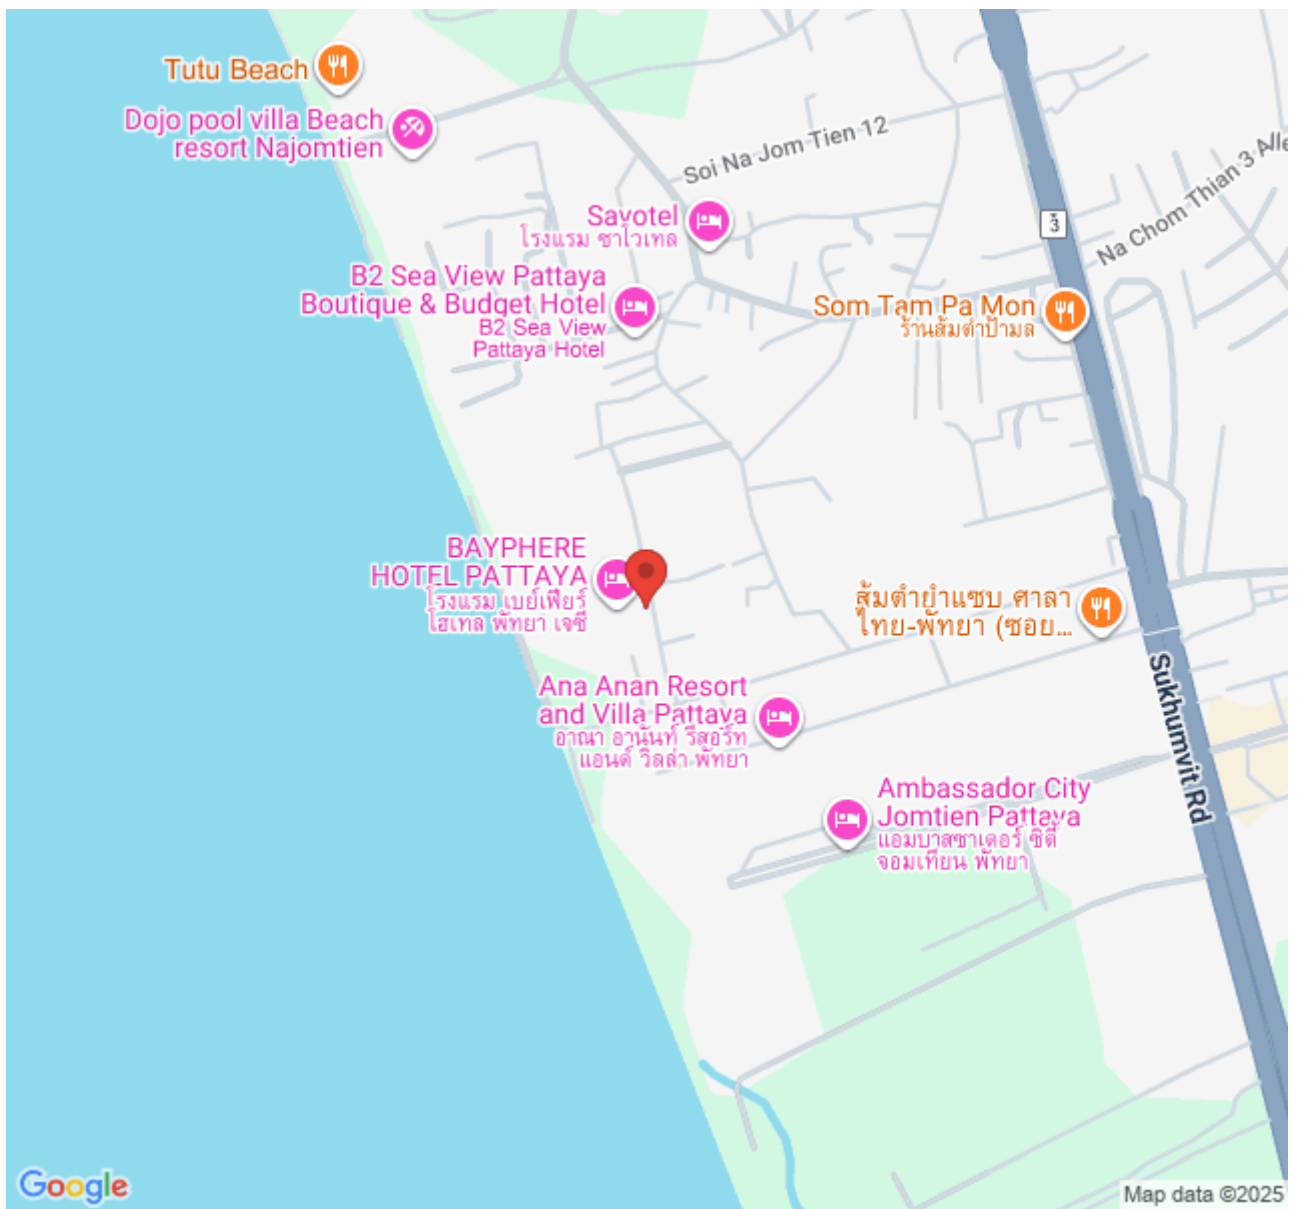 Tutu Beach
Dojo pool villa Beach
resort Najomtien
Soi Na Jom Tien 12
Na Chom Thian 3 Alle
Savotel
โรงแรม ซาโวเทล
3
B2 Sea View Pattaya
Boutique & Budget Hotel
B2 Sea View
Pattaya Hotel
Som Tam Pa Mon
ร้านส้มตำป้ามล
BAYPHERE
HOTEL PATTAYA
โรงแรม เบย์เฟียร์
โฮเทล พัทยา เจซี
ส้มตำยำแซบ ศาลา
ไทย-พัทยา (ซอย...
Sukhumvit Rd
Ana Anan Resort
and Villa Pattaya
อาณา อานันท์ รีสอร์ท
แอนด์ วิลล่า พัทยา
Ambassador City
Jomtien Pattaya
แอมบาสซาเดอร์ ซิตี้
จอมเทียน พัทยา
Google
Map data ©2025